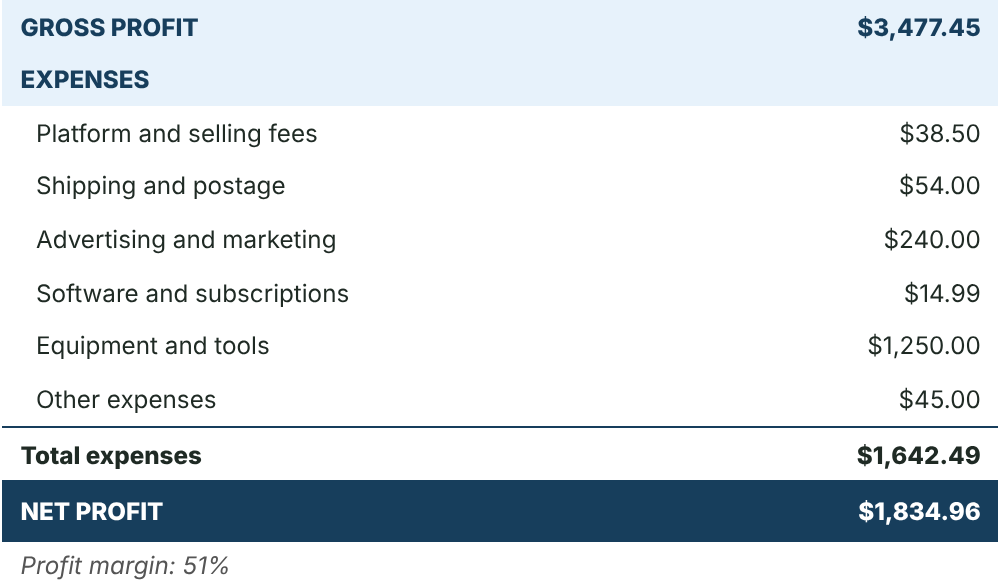 GROSS PROFIT $3,477.45
EXPENSES
Platform and selling fees $38.50
Shipping and postage $54.00
Advertising and marketing $240.00
Software and subscriptions $14.99
Equipment and tools $1,250.00
Other expenses $45.00
Total expenses $1,642.49
NET PROFIT $1,834.96
Profit margin: 51%